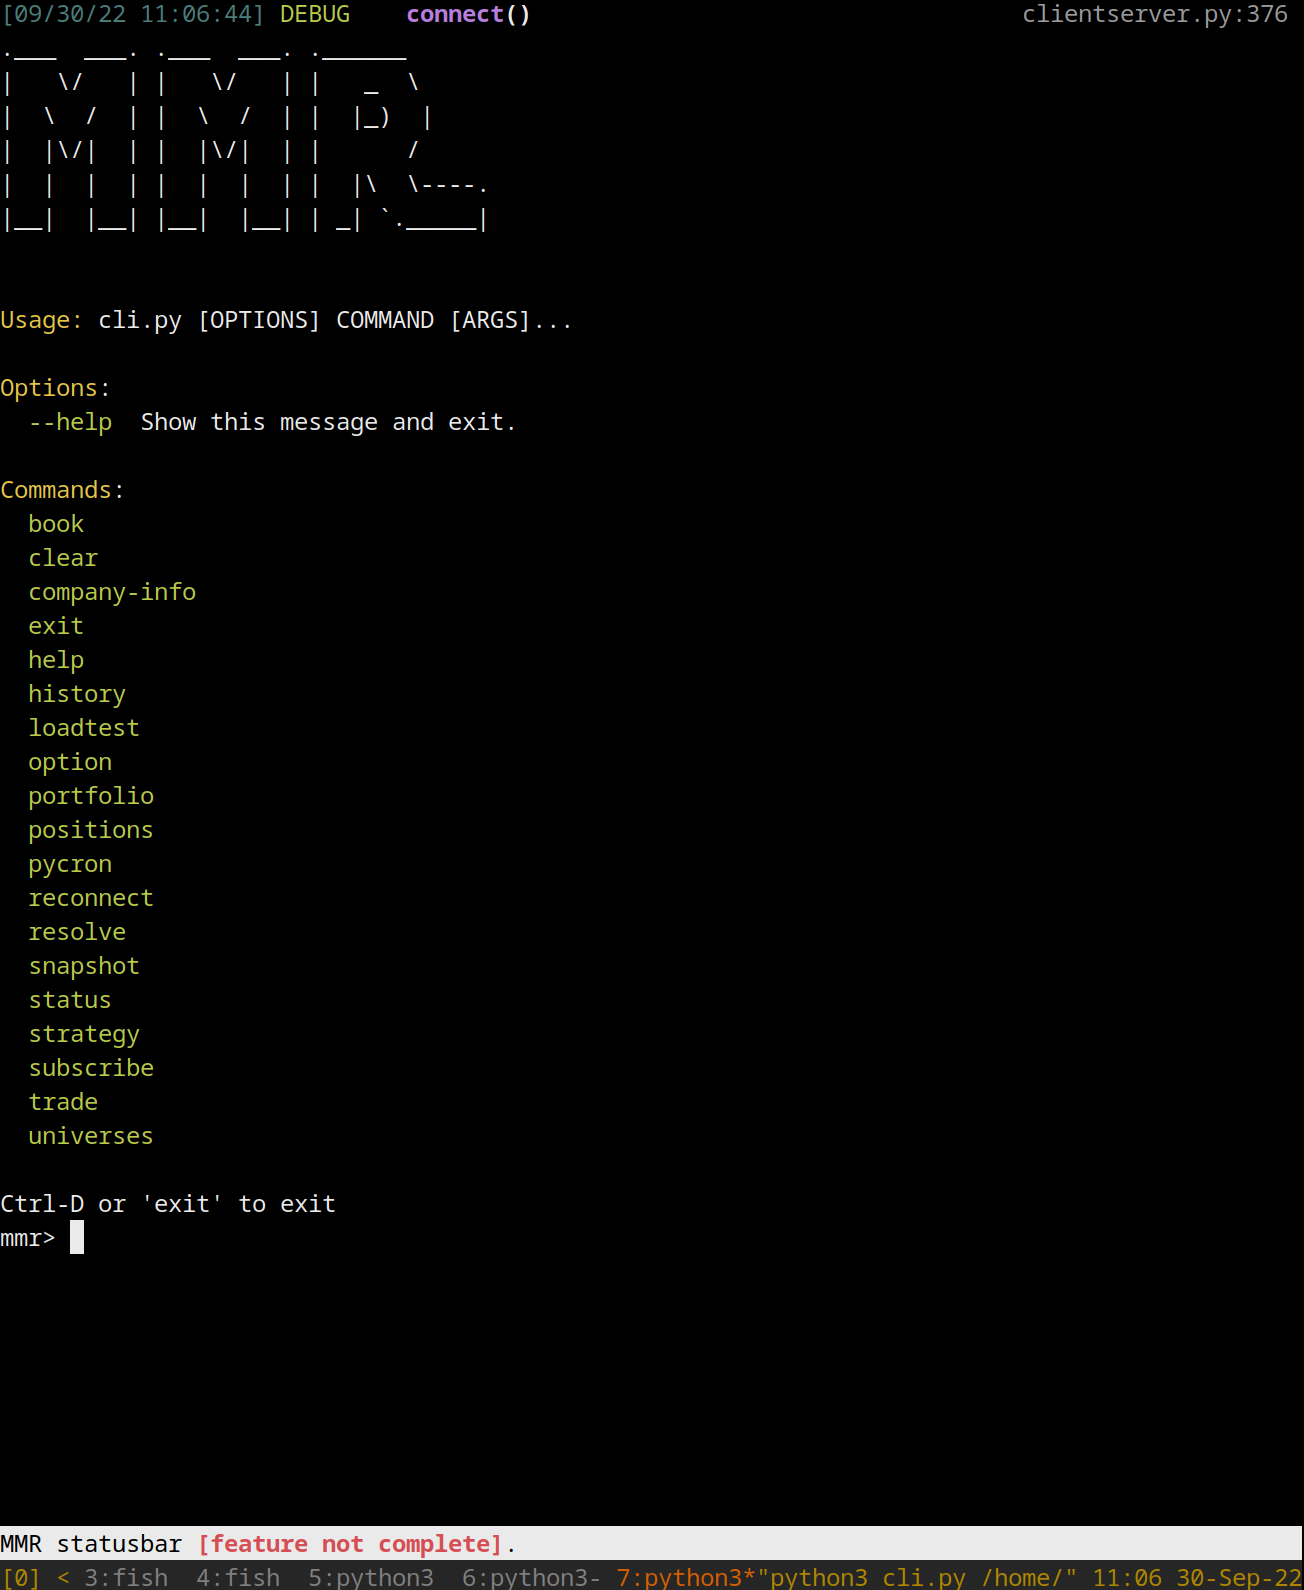 [09/30/22 11:06:44] DEBUG    connect()                                   clientserver.py:376
.___  ___. .___  ___. .______
|   \/   | |   \/   | |   _  \
|  \  /  | |  \  /  | |  |_)  |
|  |\/|  | |  |\/|  | |      /
|  |  |  | |  |  |  | |  |\  \----.
|__|  |__| |__|  |__| | _| `._____|
Usage: cli.py [OPTIONS] COMMAND [ARGS]...
Options:
  --help  Show this message and exit.
Commands:
  book
  clear
  company-info
  exit
  help
  history
  loadtest
  option
  portfolio
  positions
  pycron
  reconnect
  resolve
  snapshot
  status
  strategy
  subscribe
  trade
  universes
Ctrl-D or 'exit' to exit
mmr>
MMR statusbar [feature not complete].
[0] < 3:fish  4:fish  5:python3  6:python3- 7:python3*"python3 cli.py /home/" 11:06 30-Sep-22